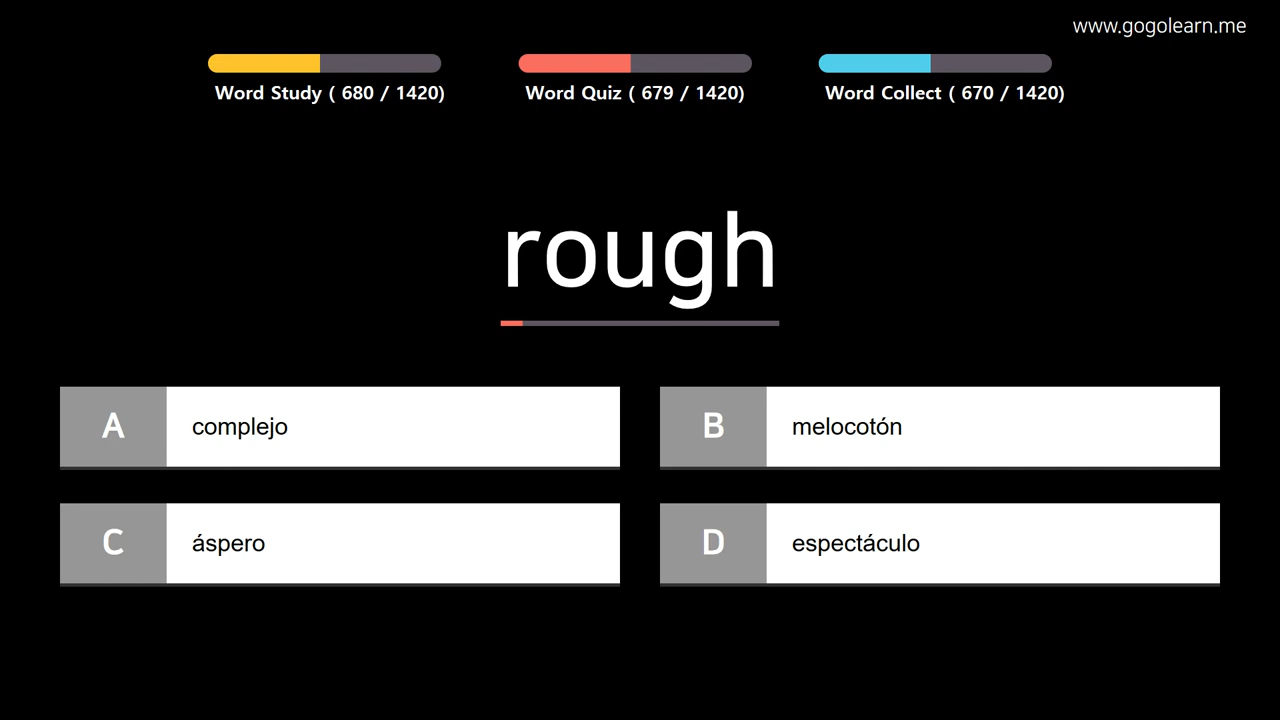 www.gogolearn.me
Word Study ( 680 / 1420)
Word Quiz ( 679 / 1420)
Word Collect ( 670 / 1420)
rough
A complejo
B melocotón
C áspero
D espectáculo